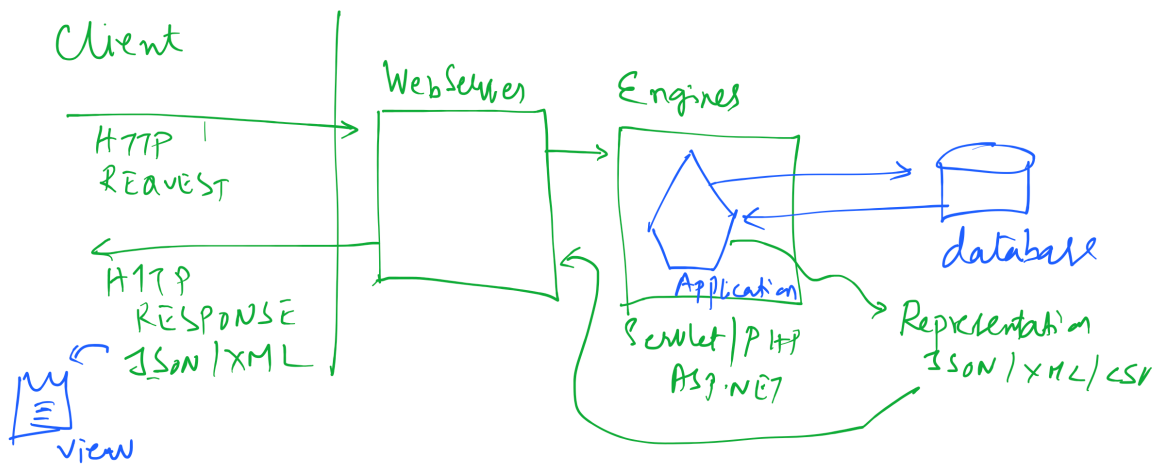 Client
HTTP
REQUEST
HTTP
RESPONSE
JSON/XML
view
WebServer
Engines
Application
Servlet/PHP
ASP.NET
database
Representation
JSON/XML/CSV